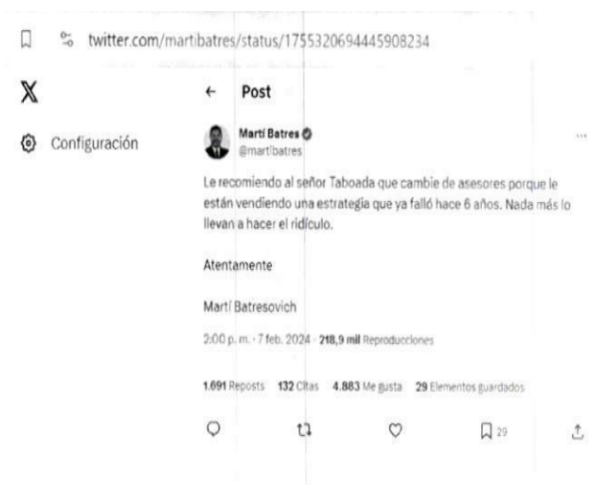 twitter.com/martibatres/status/1755320694445908234
X
← Post
Configuración
Martí Batres
@martibatres
Le recomiendo al señor Taboada que cambie de asesores porque le
están vendiendo una estrategia que ya falló hace 6 años. Nada más lo
llevan a hacer el ridículo.
Atentamente
Martí Batresovich
2:00 p. m. · 7 feb. 2024 · 218,9 mil Reproducciones
1.691 Reposts 132 Citas 4.883 Me gusta 29 Elementos guardados
29